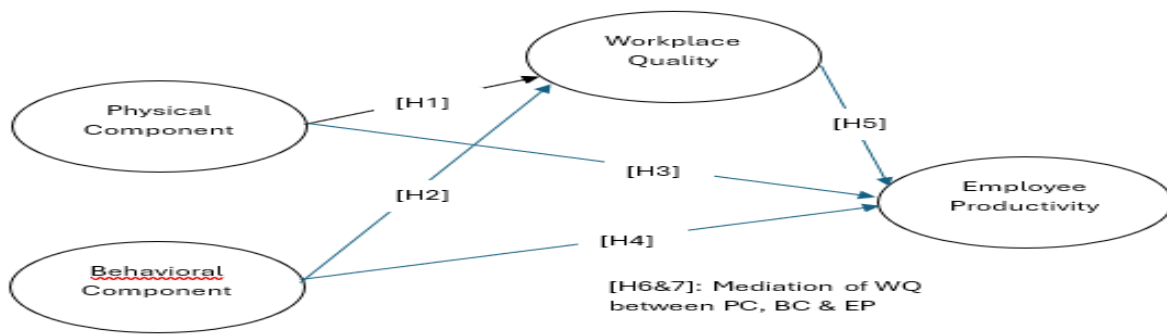 Workplace
Quality
Physical
Component
[H1]
[H5]
[H3]
[H2]
Employee
Productivity
[H4]
Behavioral
Component
[H6&7]: Mediation of WQ
between PC, BC & EP